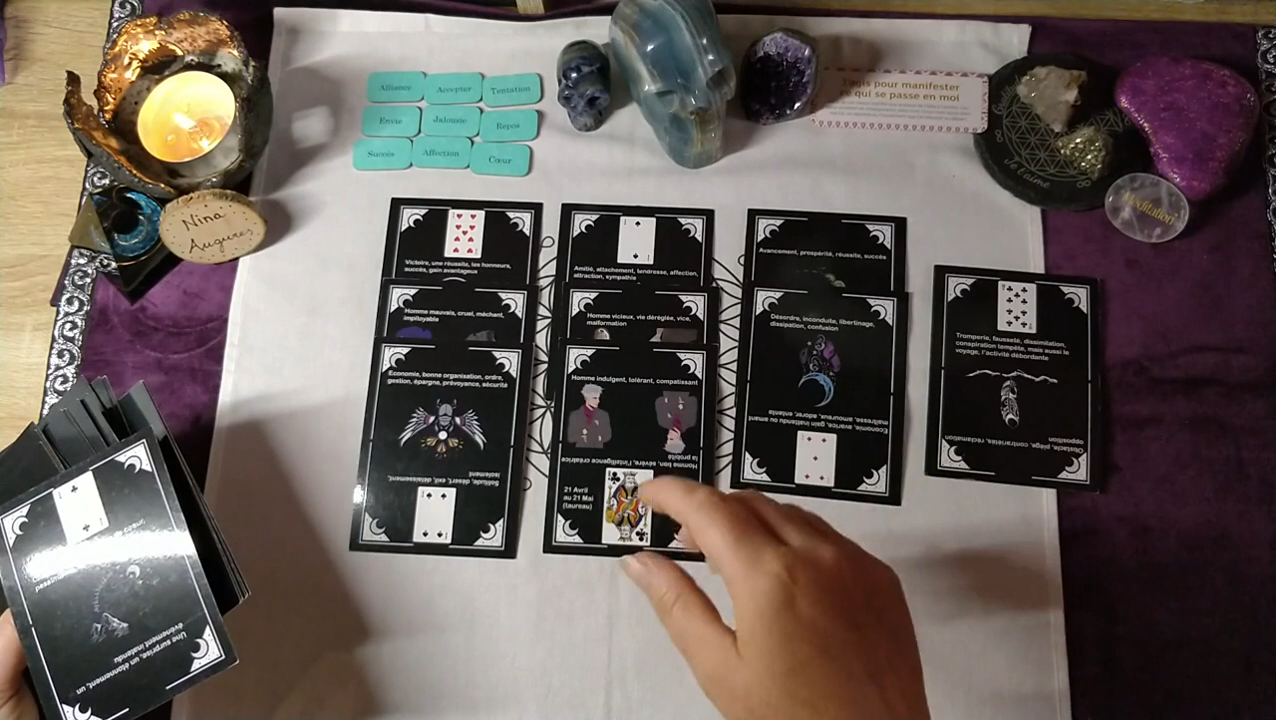 Alliance
Accepter
Tentation
Envie
Jalousie
Repos
Succès
Affection
Cœur
J'agis pour manifester
ce qui se passe en moi
Je t'aime
Méditation
Nina
Augures
Victoire, une réussite, les honneurs,
succès, gain avantageux
Amitié, attachement, tendresse, affection,
attraction, sympathie
Avancement, prospérité, réussite, succès
Homme mauvais, cruel, méchant,
impitoyable
Homme vicieux, vie déréglée, vice,
malformation
Désordre, inconduite, libertinage,
dissipation, confusion
Economie, avarice, gain inattendu ou amant
maîtresse, amoureux, adorer, enfants
Economie, bonne organisation, ordre,
gestion, épargne, prévoyance, sécurité
Solitude, désert, exil, délaissement,
isolement
Homme indulgent, tolérant, compatissant
Homme bon, sévère, l'intelligence créatrice
la probité
21 Avril
au 21 Mai
(taureau)
Tromperie, fausseté, dissimilation,
conspiration tempête, mais aussi le
voyage, l'activité débordante
Obstacle, piège, contrariétés, réclamation
opposition
Une surprise, un étonnement, un
événement inattendu